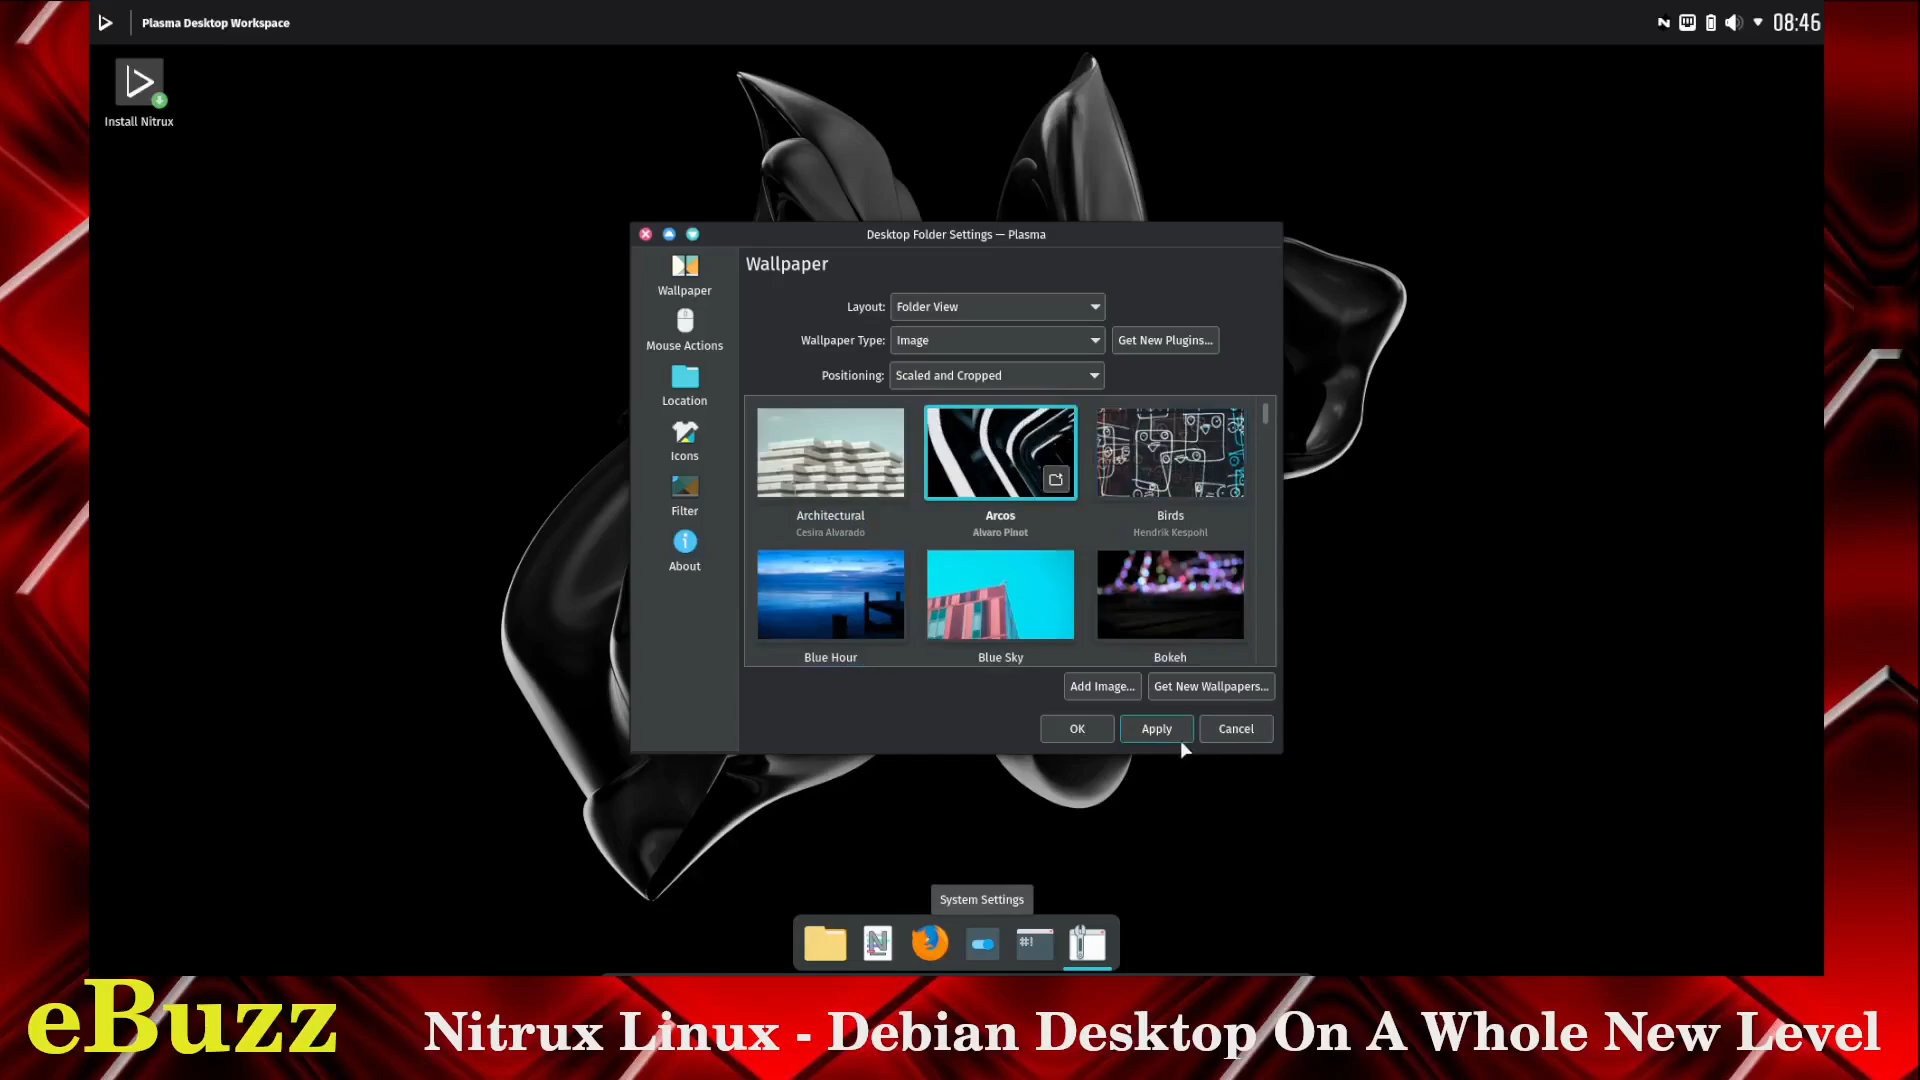 Plasma Desktop Workspace
08:46
Install Nitrux
Desktop Folder Settings — Plasma
Wallpaper
Mouse Actions
Location
Icons
Filter
About
Wallpaper
Layout: Folder View
Wallpaper Type: Image Get New Plugins...
Positioning: Scaled and Cropped
Architectural Arcos Birds
Cesira Alvarado Alvaro Pinot Hendrik Kespohl
Blue Hour Blue Sky Bokeh
Add Image... Get New Wallpapers...
OK Apply Cancel
System Settings
#!
eBuzz Nitrux Linux - Debian Desktop On A Whole New Level